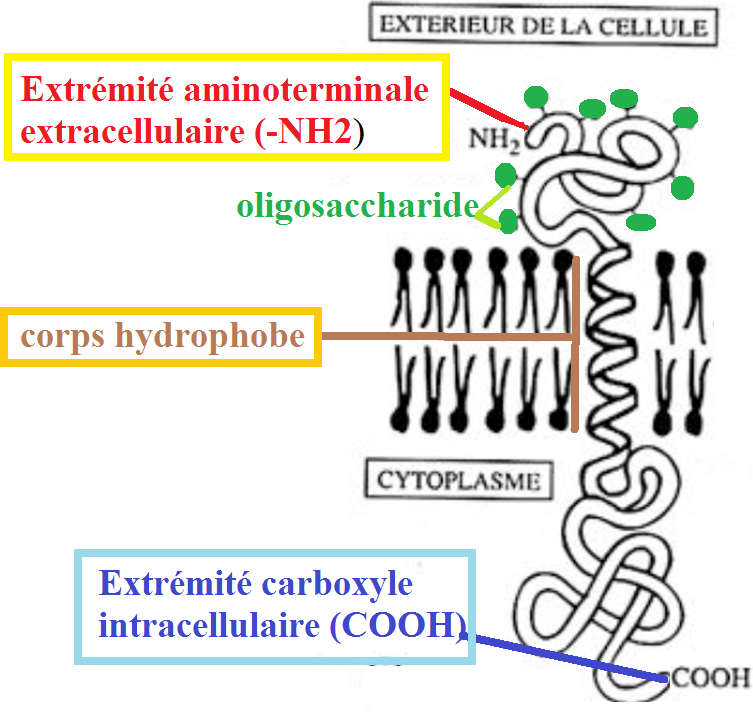 EXTERIEUR DE LA CELLULE
Extrémité aminoterminale
extracellulaire (-NH2)
NH2
oligosaccharide
corps hydrophobe
CYTOPLASME
Extrémité carboxyle
intracellulaire (COOH)
COOH